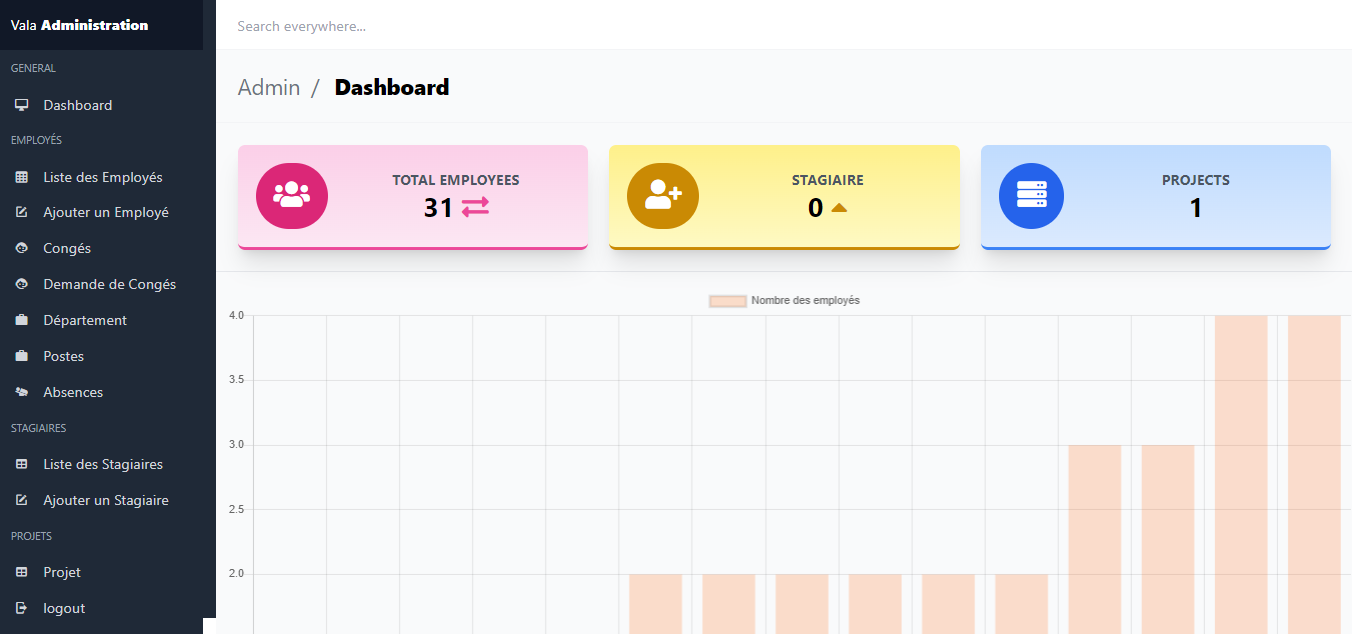 Vala Administration
Search everywhere...
GENERAL
Dashboard
EMPLOYÉS
Liste des Employés
Ajouter un Employé
Congés
Demande de Congés
Département
Postes
Absences
STAGIAIRES
Liste des Stagiaires
Ajouter un Stagiaire
PROJETS
Projet
logout
Admin / Dashboard
TOTAL EMPLOYEES
31
STAGIAIRE
0
PROJECTS
1
Nombre des employés
4.0
3.5
3.0
2.5
2.0